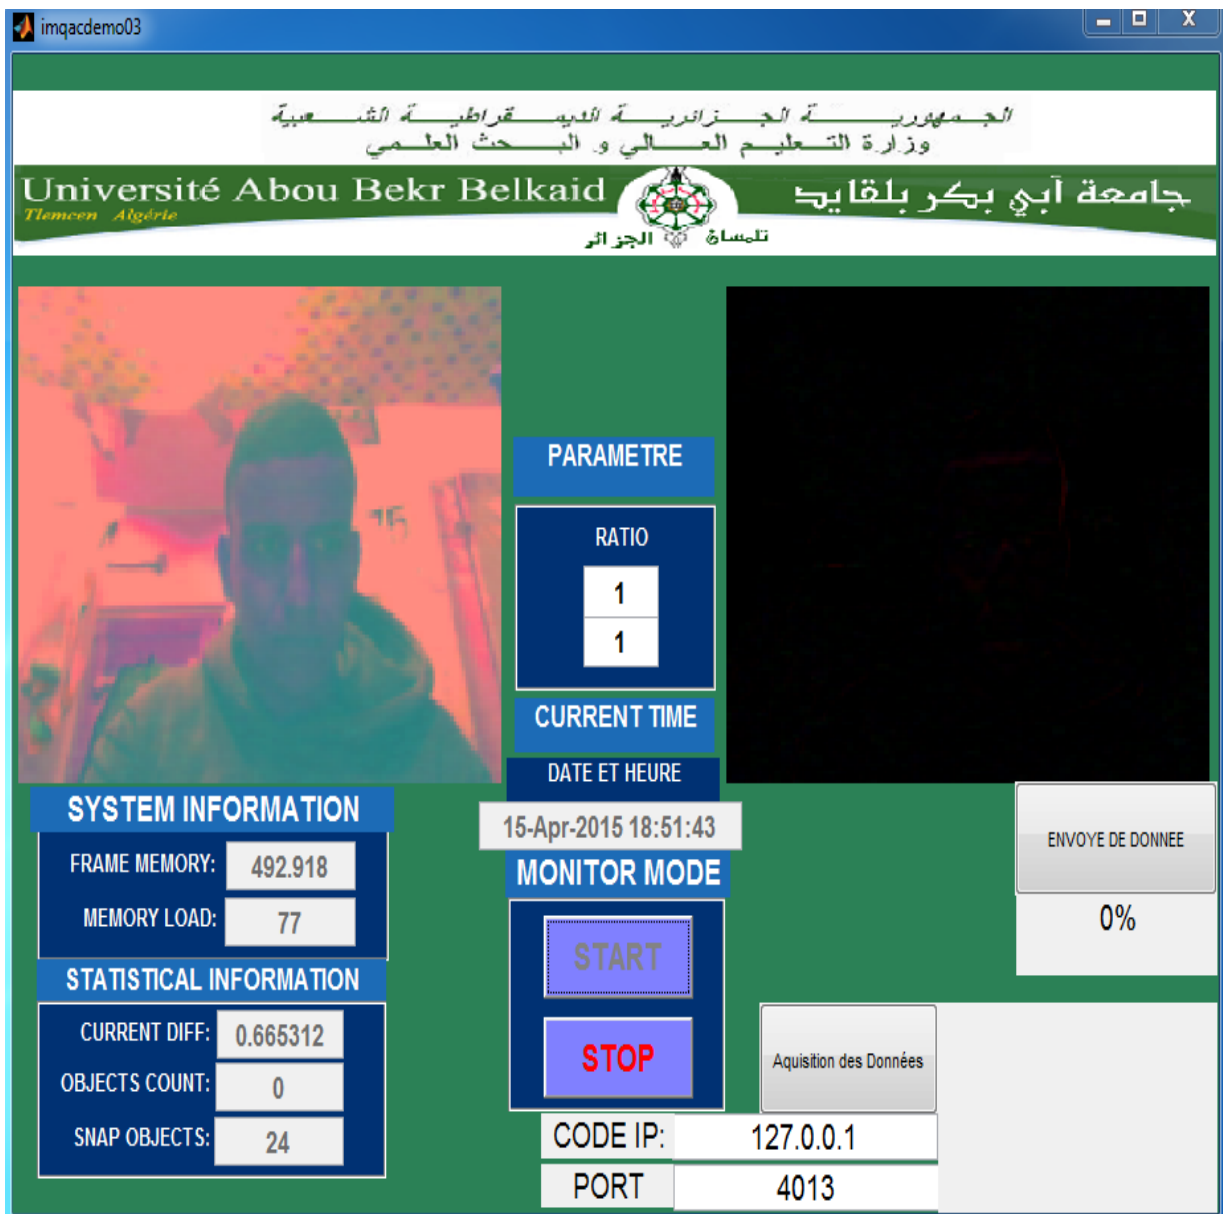 imqacdemo03
الجمهورية الجزائرية الديمقراطية الشعبية
وزارة التعليم العالي و البحث العلمي
Université Abou Bekr Belkaid
جامعة آبي بكر بلقايد
Tlemcen Algérie
تلمسان الجزائر
PARAMETRE
RATIO
1
1
CURRENT TIME
DATE ET HEURE
15-Apr-2015 18:51:43
SYSTEM INFORMATION
FRAME MEMORY: 492.918
MEMORY LOAD: 77
STATISTICAL INFORMATION
CURRENT DIFF: 0.665312
OBJECTS COUNT: 0
SNAP OBJECTS: 24
MONITOR MODE
START
STOP
ENVOYE DE DONNEE
0%
Aquisition des Données
CODE IP: 127.0.0.1
PORT 4013